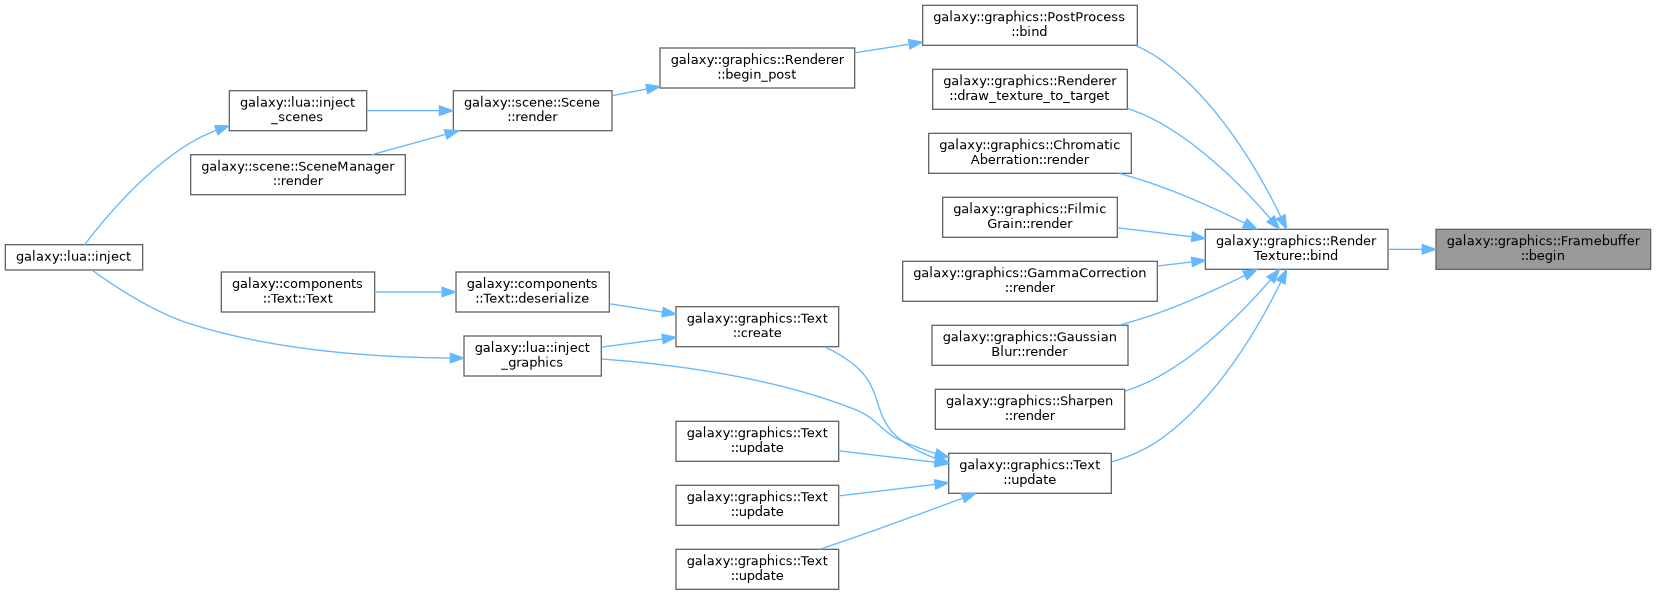 galaxy::graphics::PostProcess
::bind
galaxy::graphics::Renderer
::begin_post
galaxy::graphics::Renderer
::draw_texture_to_target
galaxy::lua::inject
_scenes
galaxy::scene::Scene
::render
galaxy::graphics::Chromatic
Aberration::render
galaxy::scene::SceneManager
::render
galaxy::graphics::Filmic
Grain::render
galaxy::lua::inject
galaxy::graphics::Render
Texture::bind
galaxy::graphics::Framebuffer
::begin
galaxy::graphics::GammaCorrection
::render
galaxy::components
::Text::Text
galaxy::components
::Text::deserialize
galaxy::graphics::Text
::create
galaxy::graphics::Gaussian
Blur::render
galaxy::lua::inject
_graphics
galaxy::graphics::Sharpen
::render
galaxy::graphics::Text
::update
galaxy::graphics::Text
::update
galaxy::graphics::Text
::update
galaxy::graphics::Text
::update